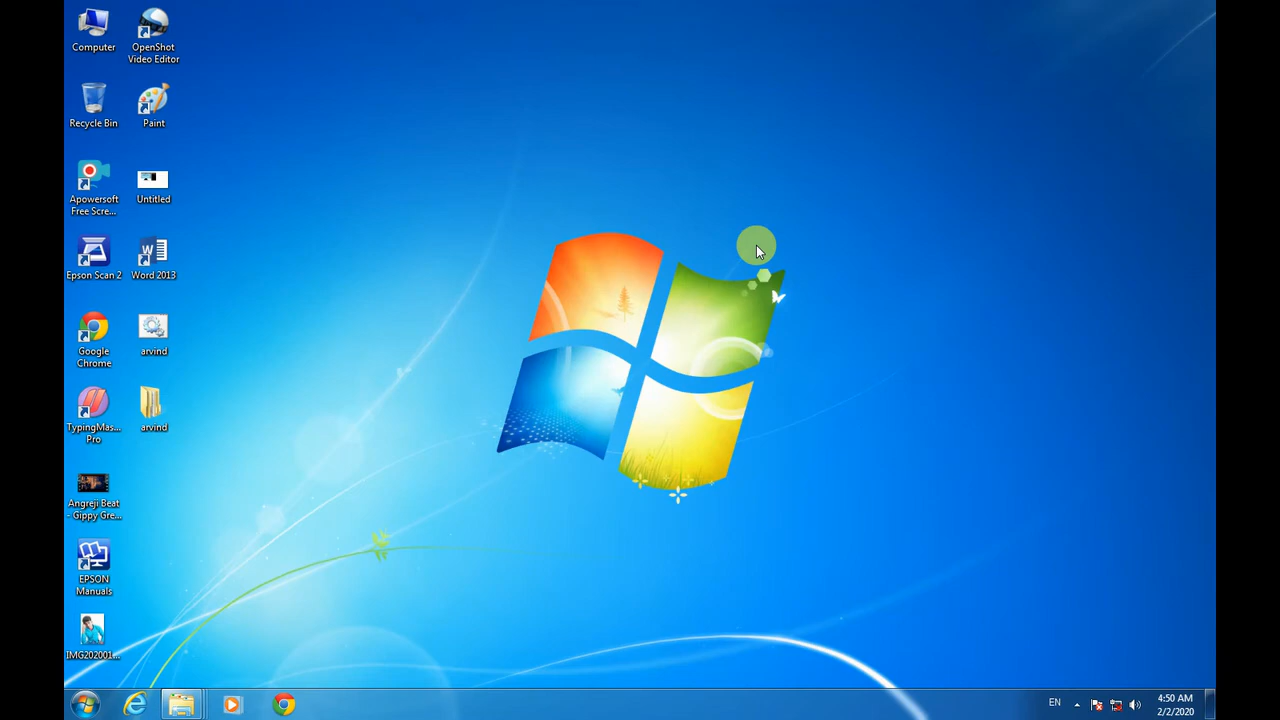 Computer
OpenShot
Video Editor
Recycle Bin
Paint
Apowersoft
Free Scre...
Untitled
Epson Scan 2
Word 2013
Google
Chrome
arvind
TypingMas...
Pro
arvind
Angreji Beat
- Gippy Gre...
EPSON
Manuals
IMG202001...
EN
4:50 AM
2/2/2020